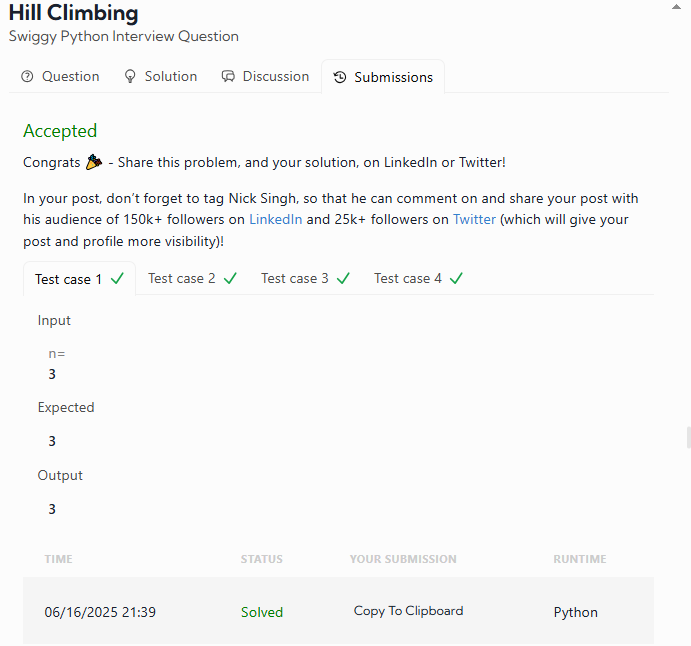 Hill Climbing
Swiggy Python Interview Question
Question Solution Discussion Submissions
Accepted
Congrats 🎉 - Share this problem, and your solution, on LinkedIn or Twitter!
In your post, don’t forget to tag Nick Singh, so that he can comment on and share your post with
his audience of 150k+ followers on LinkedIn and 25k+ followers on Twitter (which will give your
post and profile more visibility)!
Test case 1 ✓ Test case 2 ✓ Test case 3 ✓ Test case 4 ✓
Input
n=
3
Expected
3
Output
3
TIME STATUS YOUR SUBMISSION RUNTIME
06/16/2025 21:39 Solved Copy To Clipboard Python